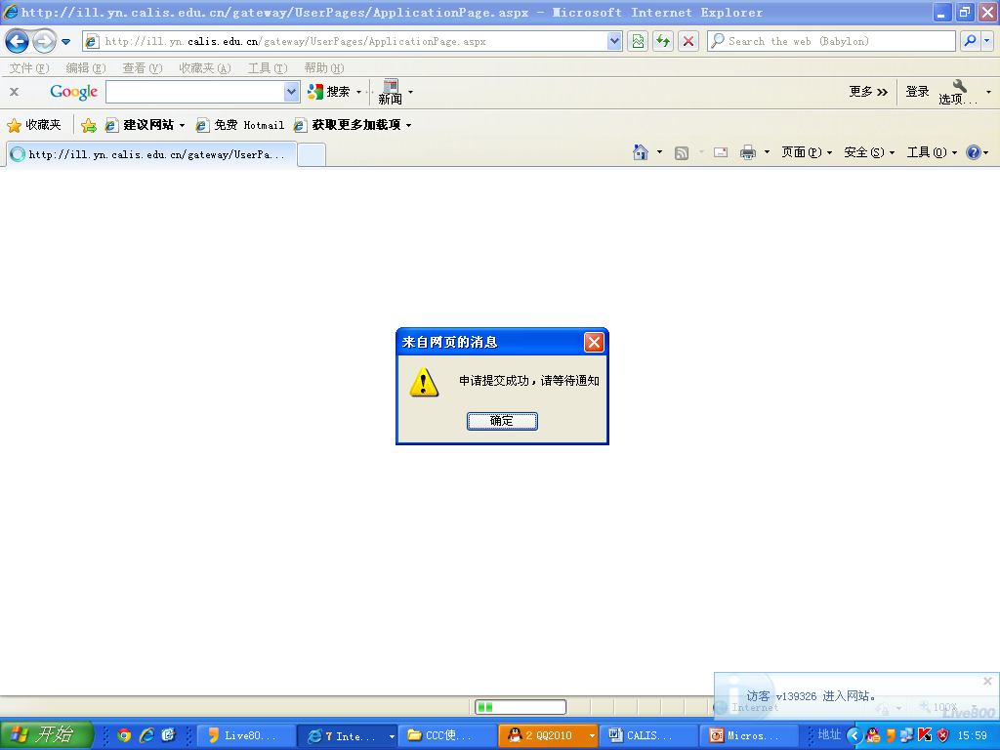 http://ill.yn.calis.edu.cn/gateway/UserPages/ApplicationPage.aspx - Microsoft Internet Explorer
http://ill.yn.calis.edu.cn/gateway/UserPages/ApplicationPage.aspx Search the web (Babylon)
文件(F) 编辑(E) 查看(V) 收藏夹(A) 工具(T) 帮助(H)
x Google 搜索 新闻 更多 >> 登录 选项...
收藏夹 建议网站 免费 Hotmail 获取更多加载项
http://ill.yn.calis.edu.cn/gateway/UserPa... 页面(P) 安全(S) 工具(O)
来自网页的消息
申请提交成功，请等待通知
确定
访客 v139326 进入网站。
Internet 100%
Live800
开始 Live80... 7 Inte... CCC使... 2 QQ2010 CALIS... Micros... 地址 15:59